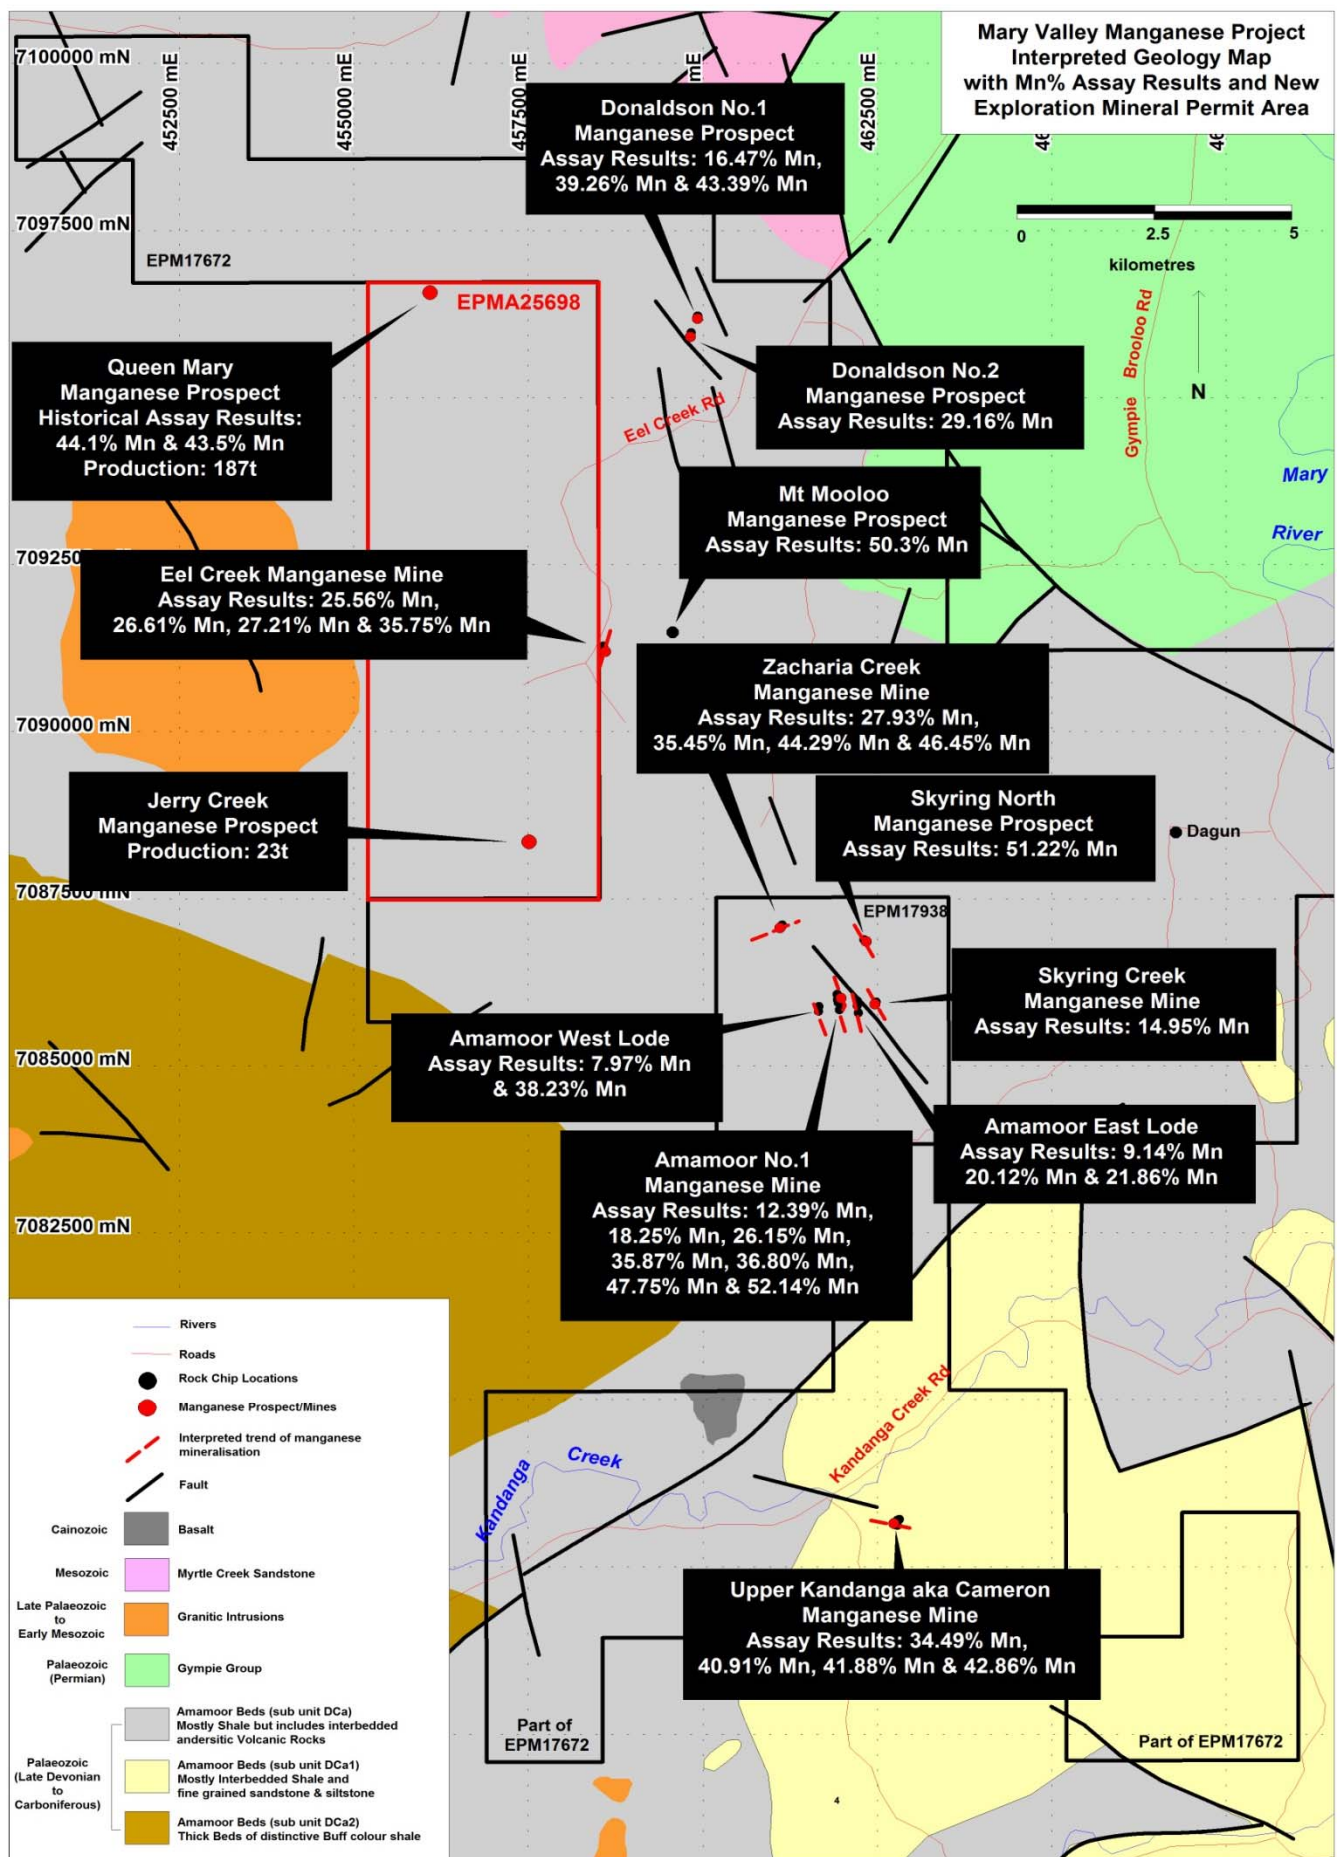 Mary Valley Manganese Project
Interpreted Geology Map
with Mn% Assay Results and New
Exploration Mineral Permit Area
7100000 mN
452500 mE
455000 mE
457500 mE
mE
462500 mE
Donaldson No.1
Manganese Prospect
Assay Results: 16.47% Mn,
39.26% Mn & 43.39% Mn
7097500 mN
0 2.5 5
kilometres
EPM17672
EPMA25698
Gympie Brooloo Rd
N
Queen Mary
Manganese Prospect
Historical Assay Results:
44.1% Mn & 43.5% Mn
Production: 187t
Donaldson No.2
Manganese Prospect
Assay Results: 29.16% Mn
Eel Creek Rd
Mary
River
Mt Mooloo
Manganese Prospect
Assay Results: 50.3% Mn
Eel Creek Manganese Mine
Assay Results: 25.56% Mn,
26.61% Mn, 27.21% Mn & 35.75% Mn
Zacharia Creek
Manganese Mine
Assay Results: 27.93% Mn,
35.45% Mn, 44.29% Mn & 46.45% Mn
7090000 mN
Jerry Creek
Manganese Prospect
Production: 23t
Skyring North
Manganese Prospect
Assay Results: 51.22% Mn
Dagun
7087500 mN
EPM17938
Skyring Creek
Manganese Mine
Assay Results: 14.95% Mn
Amamoor West Lode
Assay Results: 7.97% Mn
& 38.23% Mn
7085000 mN
Amamoor East Lode
Assay Results: 9.14% Mn
20.12% Mn & 21.86% Mn
Amamoor No.1
Manganese Mine
Assay Results: 12.39% Mn,
18.25% Mn, 26.15% Mn,
35.87% Mn, 36.80% Mn,
47.75% Mn & 52.14% Mn
7082500 mN
Kandanga Creek Rd
Kandanga Creek
Upper Kandanga aka Cameron
Manganese Mine
Assay Results: 34.49% Mn,
40.91% Mn, 41.88% Mn & 42.86% Mn
Part of
EPM17672
Part of EPM17672
4
Rivers
Roads
Rock Chip Locations
Manganese Prospect/Mines
Interpreted trend of manganese
mineralisation
Fault
Cainozoic Basalt
Mesozoic Myrtle Creek Sandstone
Late Palaeozoic
to
Early Mesozoic
Granitic Intrusions
Palaeozoic
(Permian)
Gympie Group
Palaeozoic
(Late Devonian
to
Carboniferous)
Amamoor Beds (sub unit DCa)
Mostly Shale but includes interbedded
andersitic Volcanic Rocks
Amamoor Beds (sub unit DCa1)
Mostly Interbedded Shale and
fine grained sandstone & siltstone
Amamoor Beds (sub unit DCa2)
Thick Beds of distinctive Buff colour shale